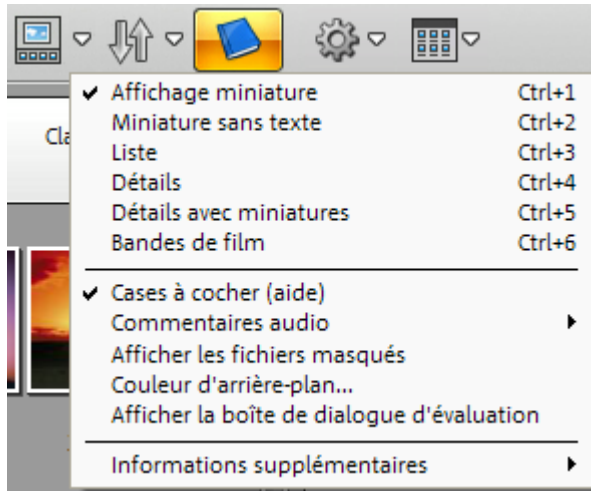 Cla
Affichage miniature Ctrl+1
Miniature sans texte Ctrl+2
Liste Ctrl+3
Détails Ctrl+4
Détails avec miniatures Ctrl+5
Bandes de film Ctrl+6
Cases à cocher (aide)
Commentaires audio
Afficher les fichiers masqués
Couleur d'arrière-plan...
Afficher la boîte de dialogue d'évaluation
Informations supplémentaires